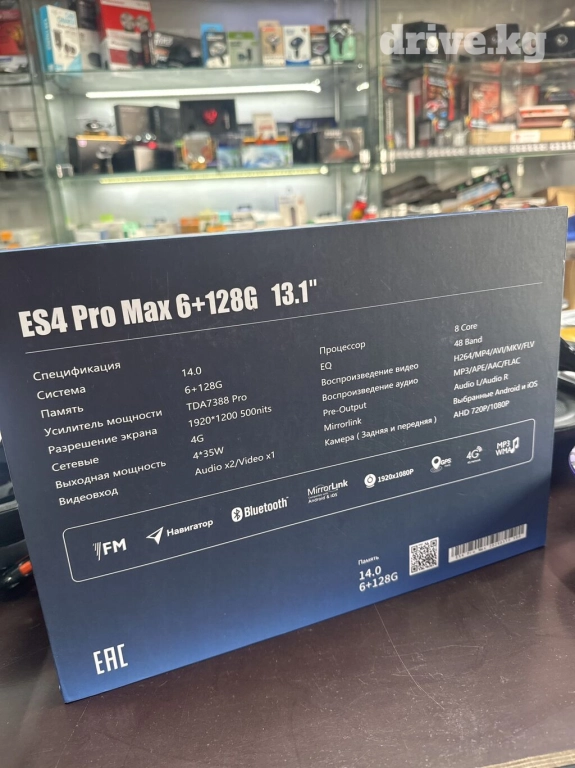 drive.kg
ES4 Pro Max 6+128G 13.1"
Спецификация
Система 14.0
Память 6+128G
Усилитель мощности TDA7388 Pro
Разрешение экрана 1920*1200 500nits
Сетевые 4G
Выходная мощность 4*35W
Видеовход Audio x2/Video x1
Процессор 8 Core
EQ 48 Band
Воспроизведение видео H264/MP4/AVI/MKV/FLV
Воспроизведение аудио MP3/APE/AAC/FLAC
Pre-Output Audio L/Audio R
Mirrorlink Выбранные Android и iOS
Камера ( Задняя и передняя ) AHD 720P/1080P
FM
Навигатор
Bluetooth
MirrorLink
Android & iOS
1520x1080P
GPS
4G
MP3
WMA
Память
14.0
6+128G
EAC